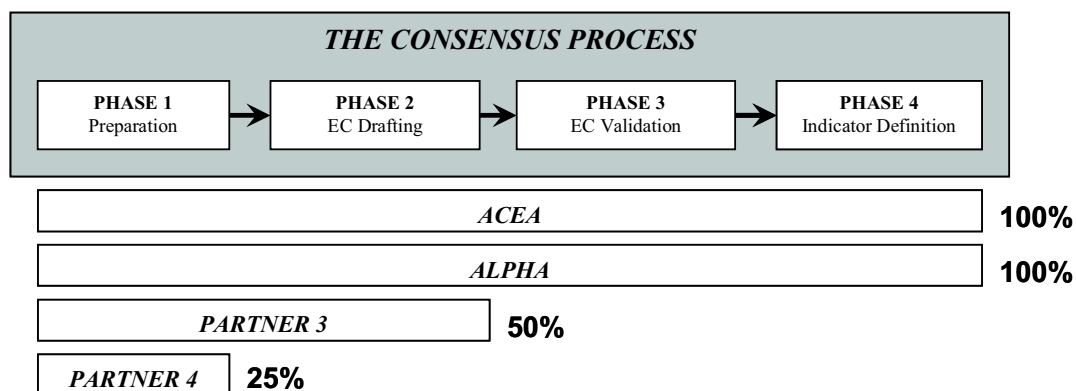 THE CONSENSUS PROCESS
PHASE 1
Preparation
PHASE 2
EC Drafting
PHASE 3
EC Validation
PHASE 4
Indicator Definition
ACEA
100%
ALPHA
100%
PARTNER 3
50%
PARTNER 4
25%